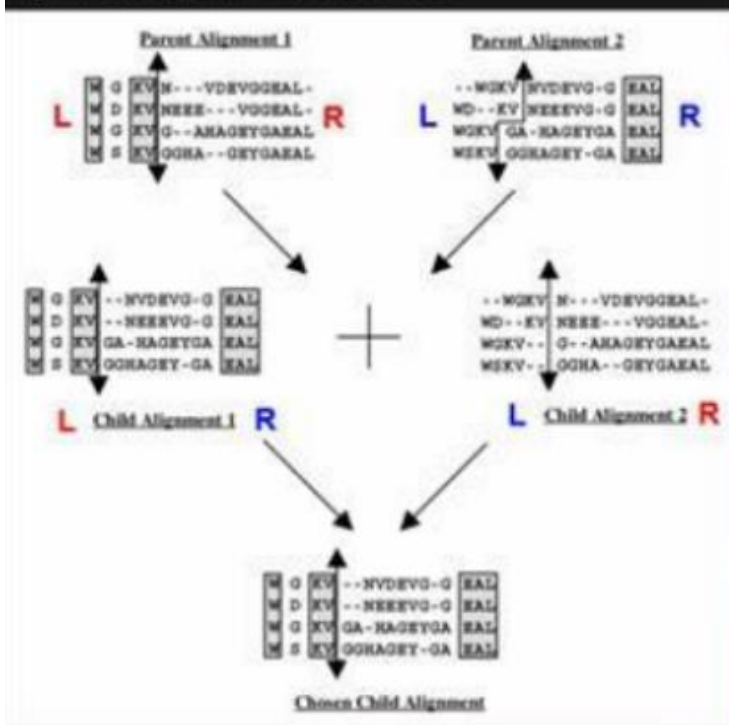 Parent Alignment 1
W G KV N---VDEVGGEAL-
W D KV NEEE---VGGEAL-
W G KV G--AHAGEYGAEAL
W S KV GGHA--GEYGAEAL
L
R
Parent Alignment 2
--WGKV NVDEVG-G EAL
WD--KV NEEEVG-G EAL
WGKV GA-HAGEYGA EAL
WSKV GGHAGEY-GA EAL
L
R
W G KV --NVDEVG-G EAL
W D KV --NEEEVG-G EAL
W G KV GA-HAGEYGA EAL
W S KV GGHAGEY-GA EAL
L Child Alignment 1 R
--WGKV N---VDEVGGEAL-
WD--KV NEEE---VGGEAL-
WGKV-- G--AHAGEYGAEAL
WSKV-- GGHA--GEYGAEAL
L Child Alignment 2 R
W G KV --NVDEVG-G EAL
W D KV --NEEEVG-G EAL
W G KV GA-HAGEYGA EAL
W S KV GGHAGEY-GA EAL
Chosen Child Alignment